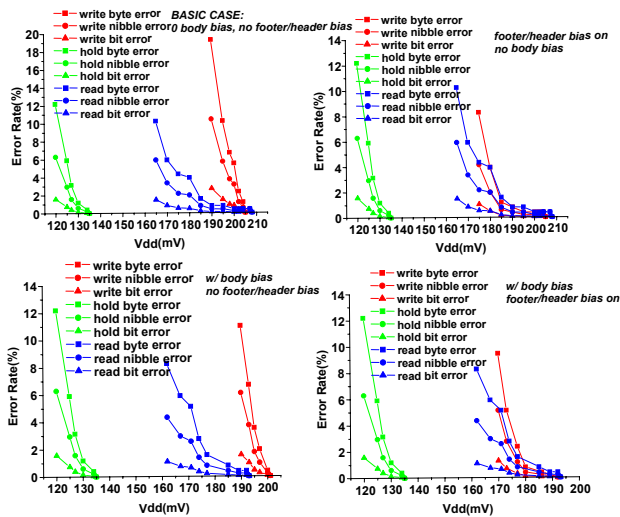 write byte error
write nibble error
write bit error
hold byte error
hold nibble error
hold bit error
read byte error
read nibble error
read bit error
BASIC CASE:
0 body bias, no footer/header bias
Error Rate(%)
20
18
16
14
12
10
8
6
4
2
0
120 130 140 150 160 170 180 190 200 210
Vdd(mV)
write byte error
write nibble error
write bit error
hold byte error
hold nibble error
hold bit error
read byte error
read nibble error
read bit error
footer/header bias on
no body bias
Error Rate(%)
14
12
10
8
6
4
2
0
120 130 140 150 160 170 180 190 200 210
Vdd(mV)
write byte error
write nibble error
write bit error
hold byte error
hold nibble error
hold bit error
read byte error
read nibble error
read bit error
w/ body bias
no footer/header bias
Error Rate(%)
14
12
10
8
6
4
2
0
120 130 140 150 160 170 180 190 200
Vdd(mV)
write byte error
write nibble error
write bit error
hold byte error
hold nibble error
hold bit error
read byte error
read nibble error
read bit error
w/ body bias
footer/header bias on
Error Rate(%)
14
12
10
8
6
4
2
0
120 130 140 150 160 170 180 190 200
Vdd(mV)